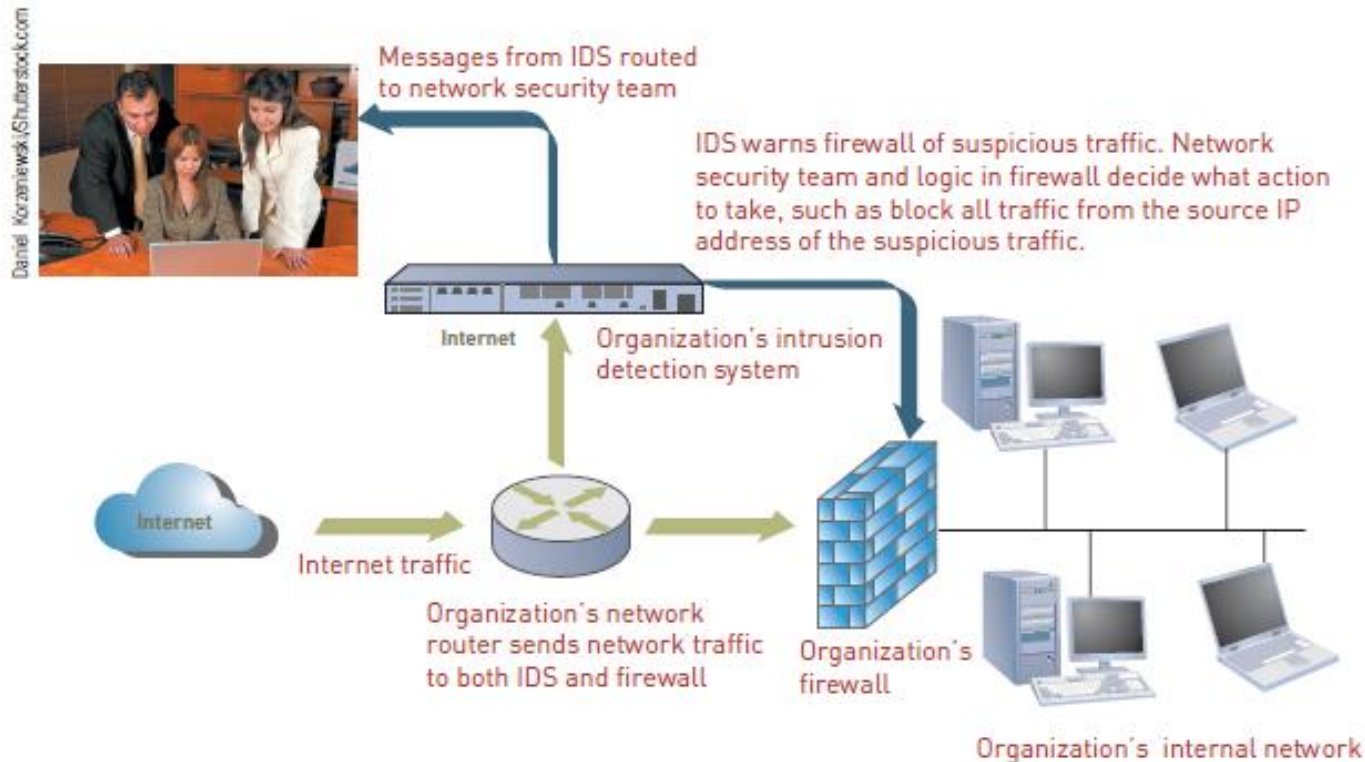 Daniel Korzeniewski/Shutterstock.com
Messages from IDS routed
to network security team
IDS warns firewall of suspicious traffic. Network
security team and logic in firewall decide what action
to take, such as block all traffic from the source IP
address of the suspicious traffic.
Internet
Organization's intrusion
detection system
Internet
Internet traffic
Organization's network
router sends network traffic
to both IDS and firewall
Organization's
firewall
Organization's internal network